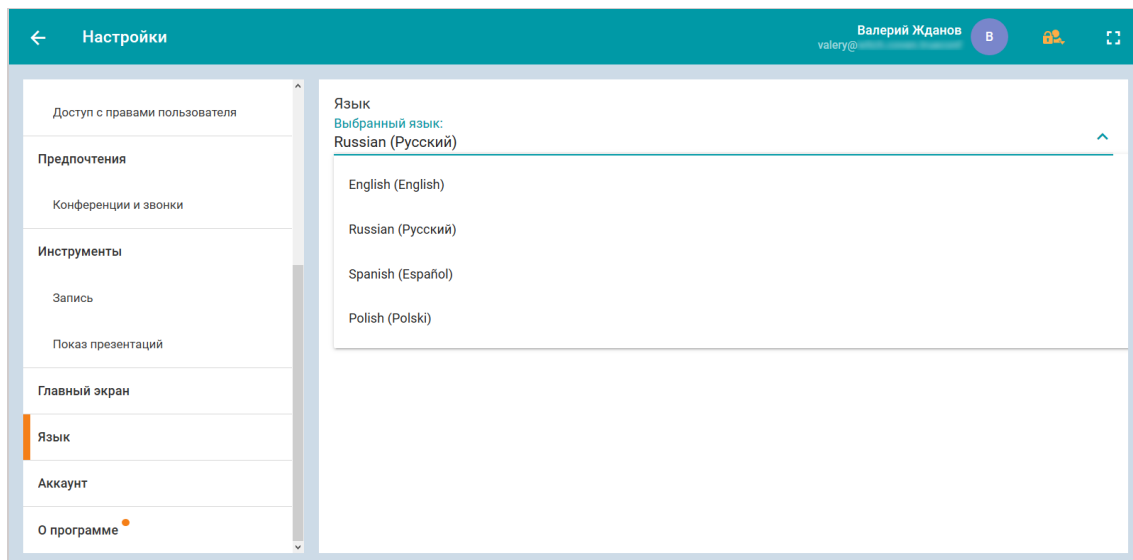 Настройки
Валерий Жданов
valery@
В
Доступ с правами пользователя
Предпочтения
Конференции и звонки
Инструменты
Запись
Показ презентаций
Главный экран
Язык
Аккаунт
О программе
Язык
Выбранный язык:
Russian (Русский)
English (English)
Russian (Русский)
Spanish (Español)
Polish (Polski)